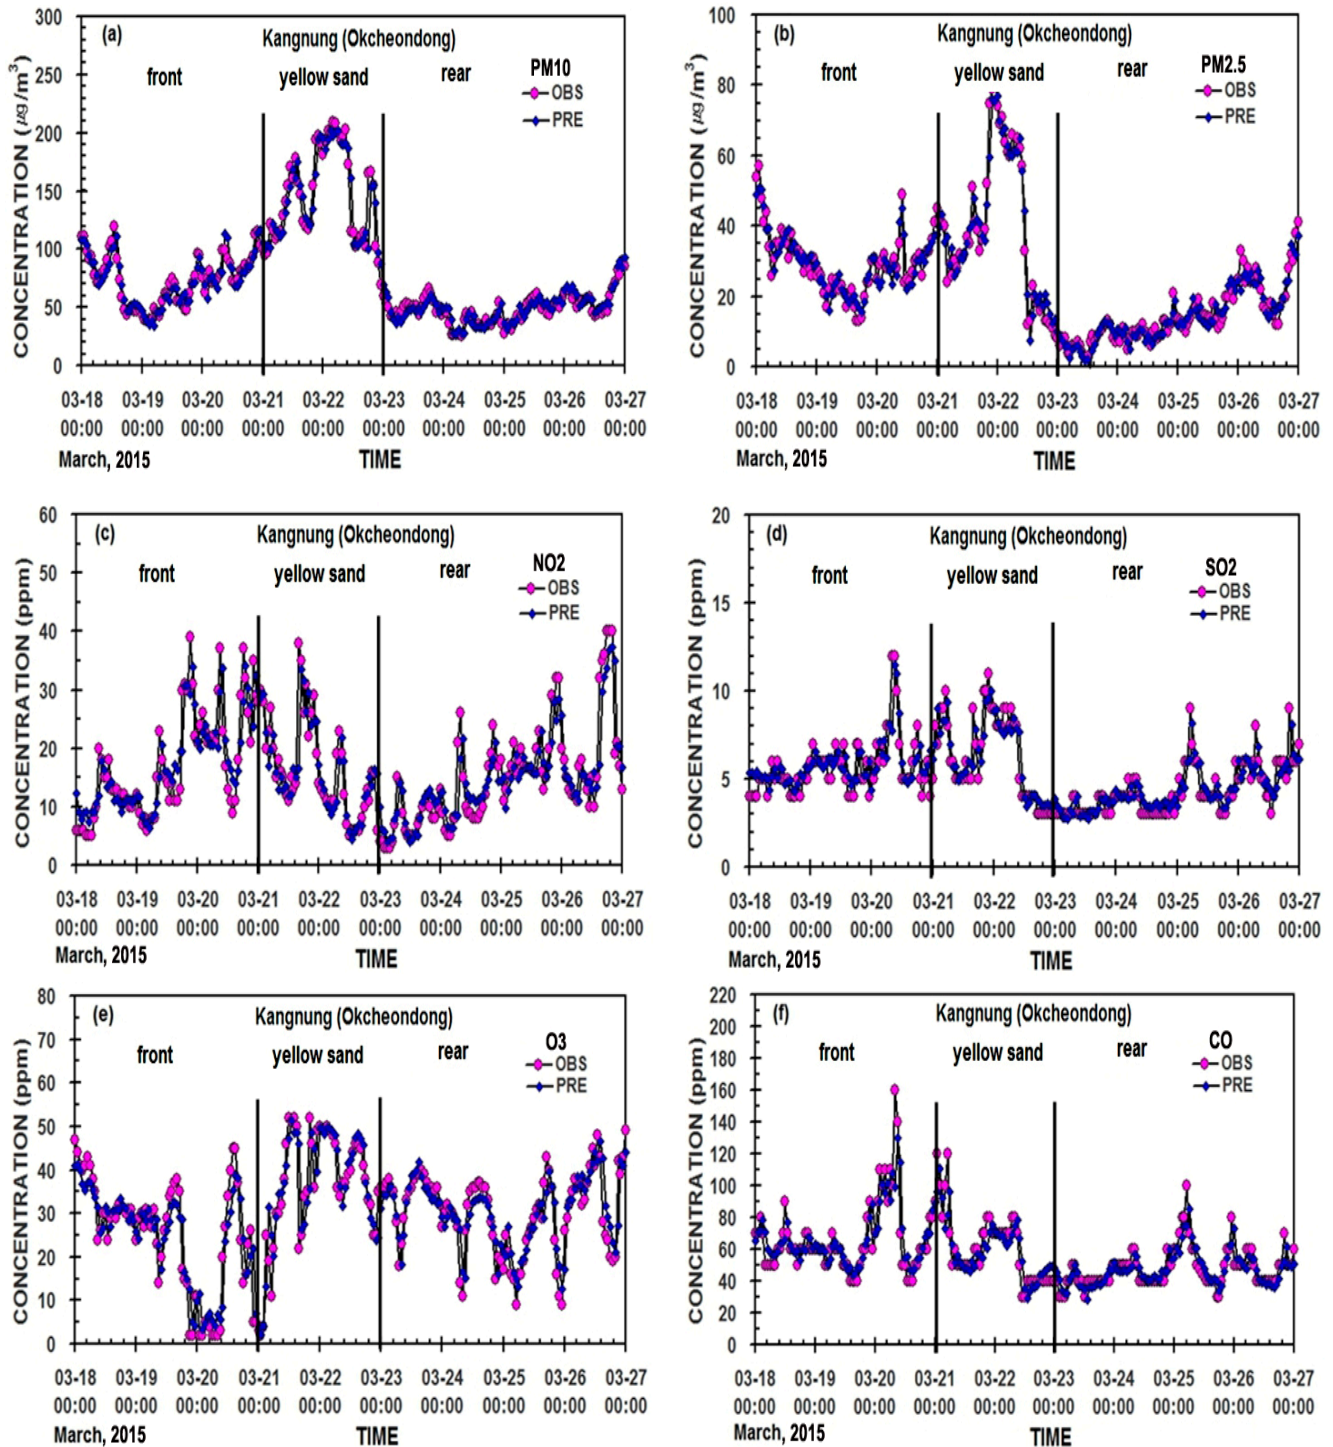 (a)
Kangnung (Okcheondong)
front yellow sand rear
PM10
OBS
PRE
CONCENTRATION (μg/m³)
300
250
200
150
100
50
0
03-18 03-19 03-20 03-21 03-22 03-23 03-24 03-25 03-26 03-27
00:00 00:00 00:00 00:00 00:00 00:00 00:00 00:00 00:00 00:00
March, 2015 TIME
(b)
Kangnung (Okcheondong)
front yellow sand rear
PM2.5
OBS
PRE
CONCENTRATION (μg/m³)
100
80
60
40
20
0
03-18 03-19 03-20 03-21 03-22 03-23 03-24 03-25 03-26 03-27
00:00 00:00 00:00 00:00 00:00 00:00 00:00 00:00 00:00 00:00
March, 2015 TIME
(c)
Kangnung (Okcheondong)
front yellow sand rear
NO2
OBS
PRE
CONCENTRATION (ppm)
60
50
40
30
20
10
0
03-18 03-19 03-20 03-21 03-22 03-23 03-24 03-25 03-26 03-27
00:00 00:00 00:00 00:00 00:00 00:00 00:00 00:00 00:00 00:00
March, 2015 TIME
(d)
Kangnung (Okcheondong)
front yellow sand rear
SO2
OBS
PRE
CONCENTRATION (ppm)
20
15
10
5
0
03-18 03-19 03-20 03-21 03-22 03-23 03-24 03-25 03-26 03-27
00:00 00:00 00:00 00:00 00:00 00:00 00:00 00:00 00:00 00:00
March, 2015 TIME
(e)
Kangnung (Okcheondong)
front yellow sand rear
O3
OBS
PRE
CONCENTRATION (ppm)
80
70
60
50
40
30
20
10
0
03-18 03-19 03-20 03-21 03-22 03-23 03-24 03-25 03-26 03-27
00:00 00:00 00:00 00:00 00:00 00:00 00:00 00:00 00:00 00:00
March, 2015 TIME
(f)
Kangnung (Okcheondong)
front yellow sand rear
CO
OBS
PRE
CONCENTRATION (ppm)
220
200
180
160
140
120
100
80
60
40
20
0
03-18 03-19 03-20 03-21 03-22 03-23 03-24 03-25 03-26 03-27
00:00 00:00 00:00 00:00 00:00 00:00 00:00 00:00 00:00 00:00
March, 2015 TIME